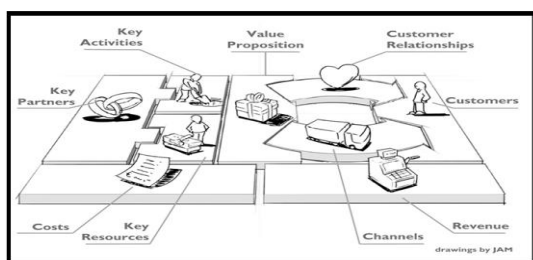 Key
Activities
Value
Proposition
Customer
Relationships
Key
Partners
Customers
Costs
Key
Resources
Channels
Revenue
drawings by JAM